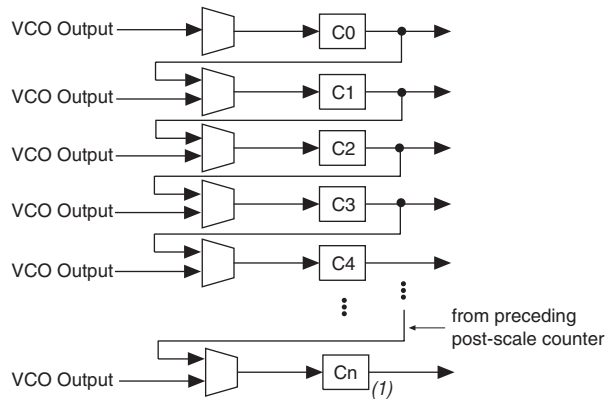 VCO Output
C0
VCO Output
C1
VCO Output
C2
VCO Output
C3
VCO Output
C4
from preceding
post-scale counter
VCO Output
Cn
(1)